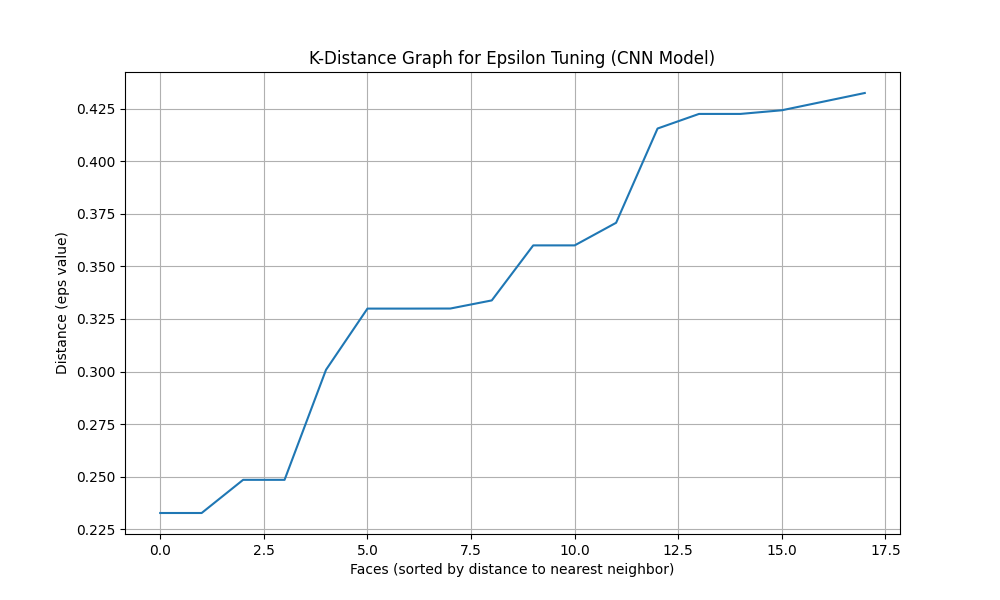 K-Distance Graph for Epsilon Tuning (CNN Model)
0.425
0.400
0.375
0.350
0.325
0.300
0.275
0.250
0.225
Distance (eps value)
0.0 2.5 5.0 7.5 10.0 12.5 15.0 17.5
Faces (sorted by distance to nearest neighbor)